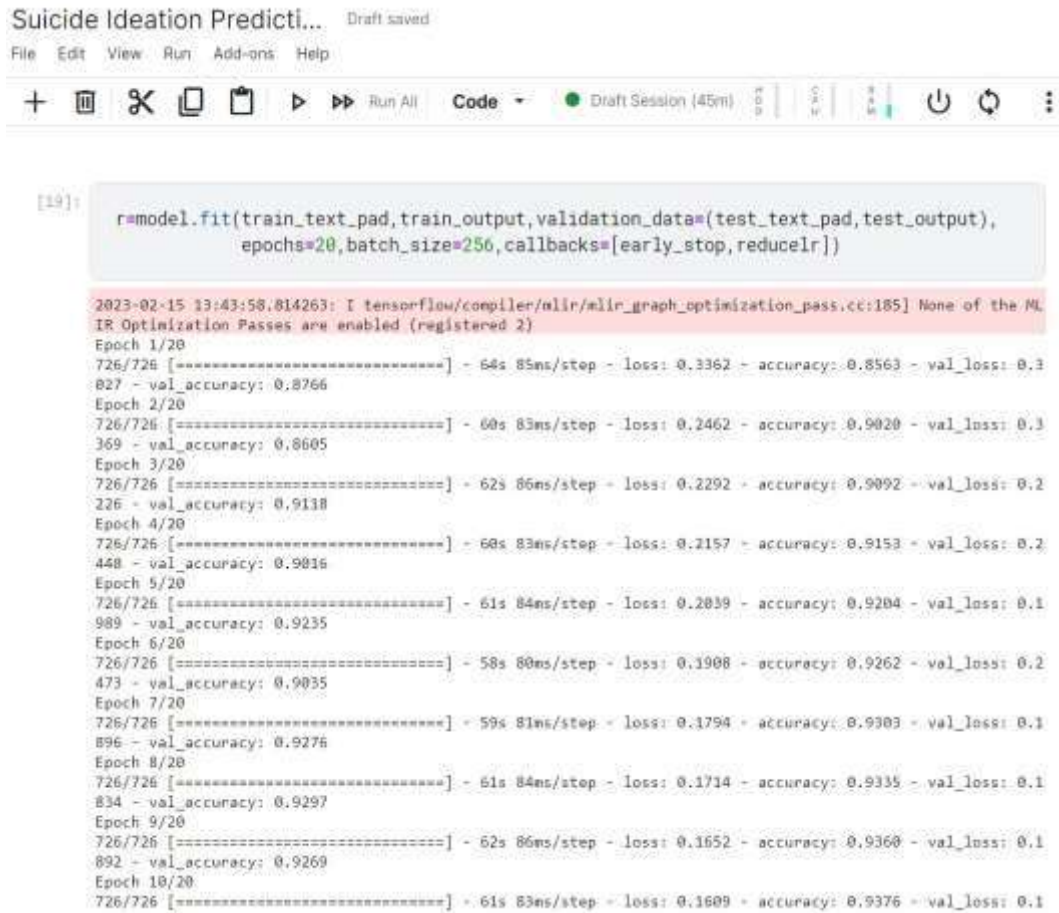 Suicide Ideation Predicti... Draft saved
File Edit View Run Add-ons Help
Run All Code Draft Session (45m)
[19]:
r=model.fit(train_text_pad,train_output,validation_data=(test_text_pad,test_output),
epochs=20,batch_size=256,callbacks=[early_stop,reducelr])
2023-02-15 13:43:58.814263: I tensorflow/compiler/mlir/mlir_graph_optimization_pass.cc:185] None of the ML
IR Optimization Passes are enabled (registered 2)
Epoch 1/20
726/726 [==============================] - 64s 85ms/step - loss: 0.3362 - accuracy: 0.8563 - val_loss: 0.3
027 - val_accuracy: 0.8766
Epoch 2/20
726/726 [==============================] - 60s 83ms/step - loss: 0.2462 - accuracy: 0.9020 - val_loss: 0.3
369 - val_accuracy: 0.8605
Epoch 3/20
726/726 [==============================] - 62s 86ms/step - loss: 0.2292 - accuracy: 0.9092 - val_loss: 0.2
226 - val_accuracy: 0.9118
Epoch 4/20
726/726 [==============================] - 60s 83ms/step - loss: 0.2157 - accuracy: 0.9153 - val_loss: 0.2
448 - val_accuracy: 0.9016
Epoch 5/20
726/726 [==============================] - 61s 84ms/step - loss: 0.2039 - accuracy: 0.9204 - val_loss: 0.1
989 - val_accuracy: 0.9235
Epoch 6/20
726/726 [==============================] - 58s 80ms/step - loss: 0.1908 - accuracy: 0.9262 - val_loss: 0.2
473 - val_accuracy: 0.9035
Epoch 7/20
726/726 [==============================] - 59s 81ms/step - loss: 0.1794 - accuracy: 0.9303 - val_loss: 0.1
896 - val_accuracy: 0.9276
Epoch 8/20
726/726 [==============================] - 61s 84ms/step - loss: 0.1714 - accuracy: 0.9335 - val_loss: 0.1
834 - val_accuracy: 0.9297
Epoch 9/20
726/726 [==============================] - 62s 86ms/step - loss: 0.1652 - accuracy: 0.9360 - val_loss: 0.1
892 - val_accuracy: 0.9269
Epoch 10/20
726/726 [==============================] - 61s 83ms/step - loss: 0.1609 - accuracy: 0.9376 - val_loss: 0.1